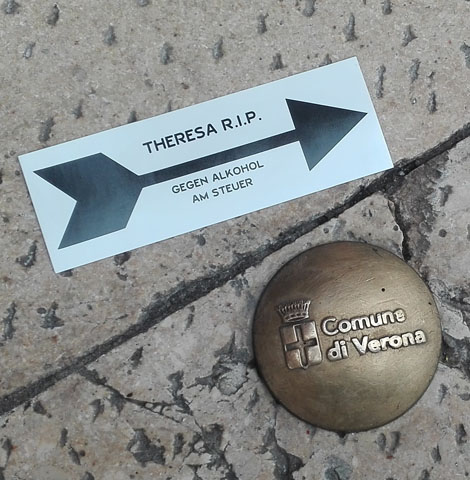 THERESA R.I.P.
GEGEN ALKOHOL
AM STEUER
Comune
di Verona